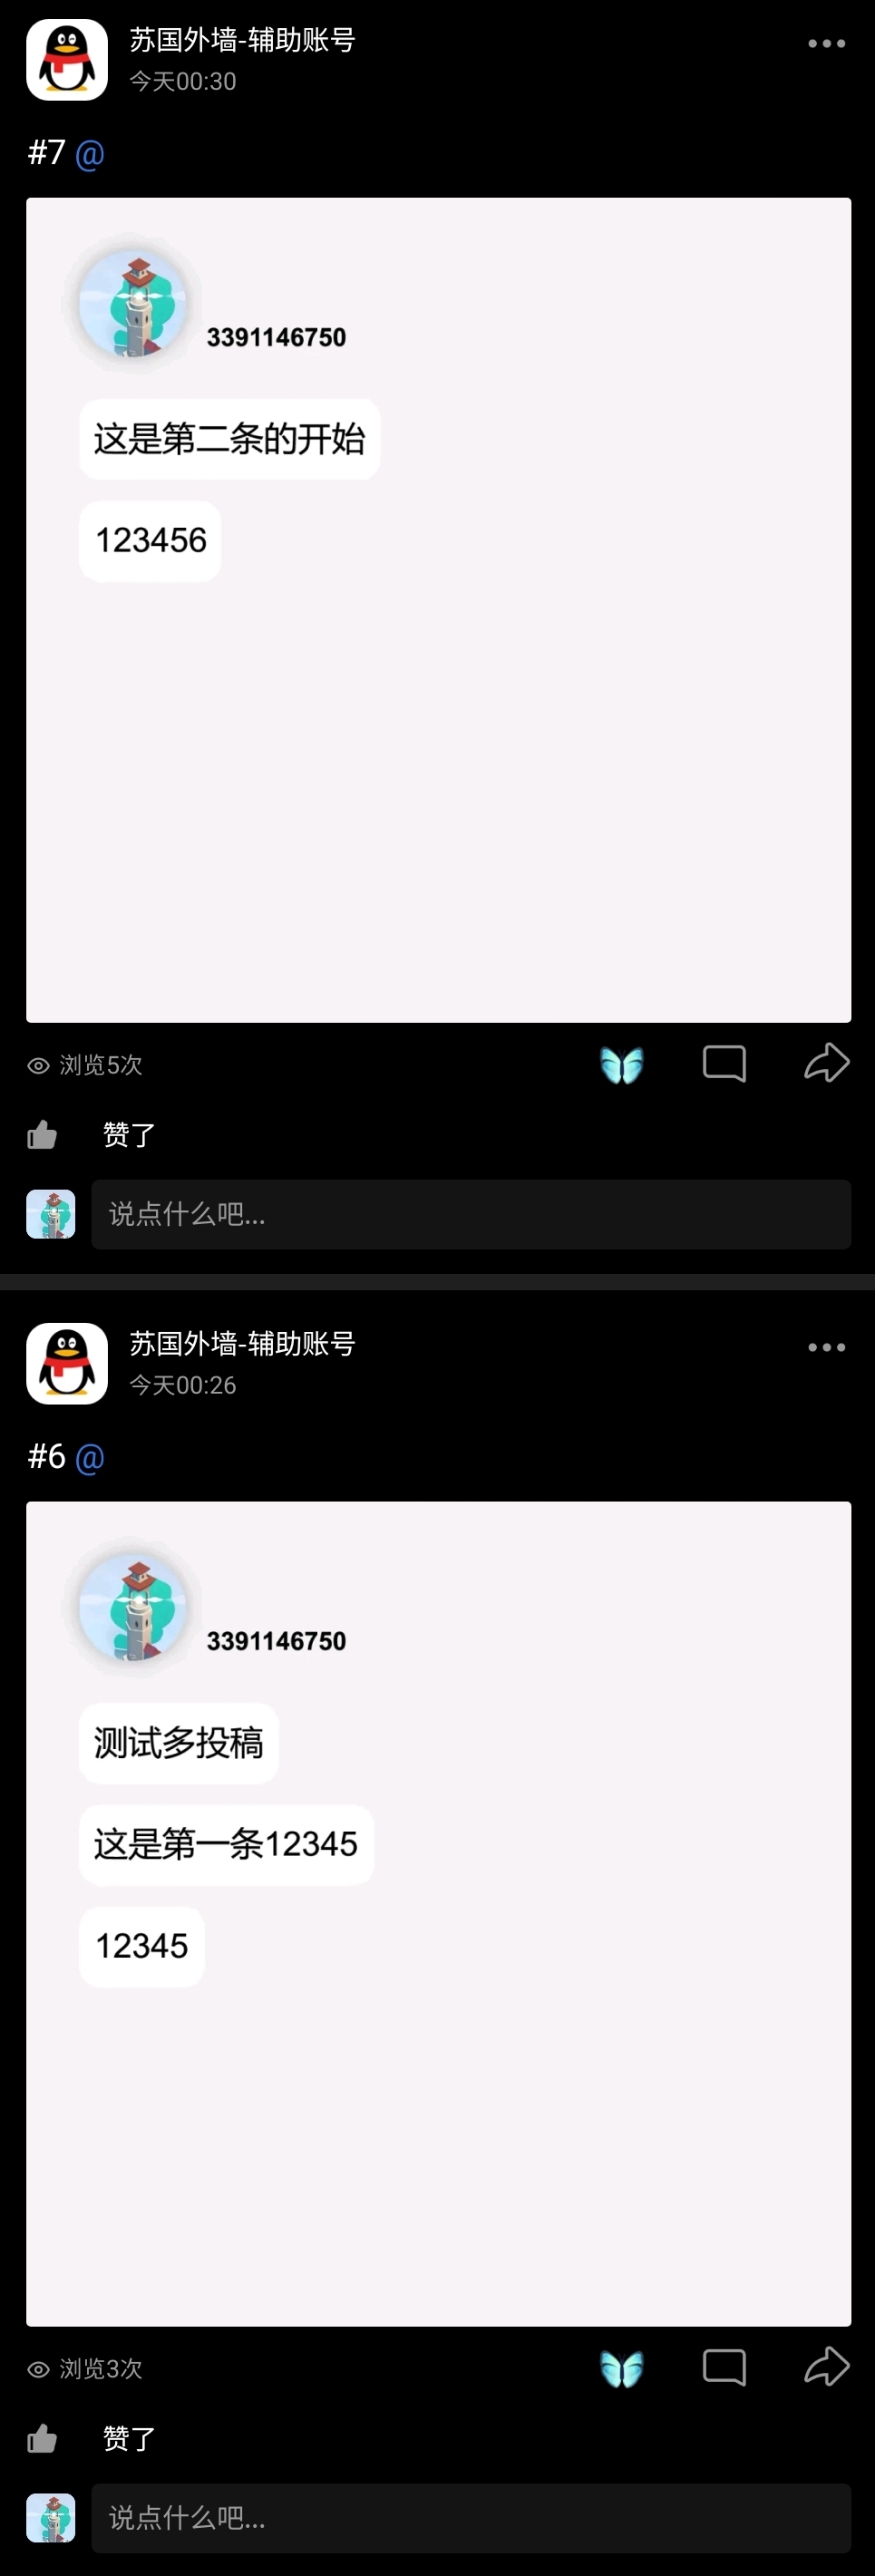 苏国外墙-辅助账号
今天00:30
#7 @
3391146750
这是第二条的开始
123456
浏览5次
赞了
说点什么吧...
苏国外墙-辅助账号
今天00:26
#6 @
3391146750
测试多投稿
这是第一条12345
12345
浏览3次
赞了
说点什么吧...